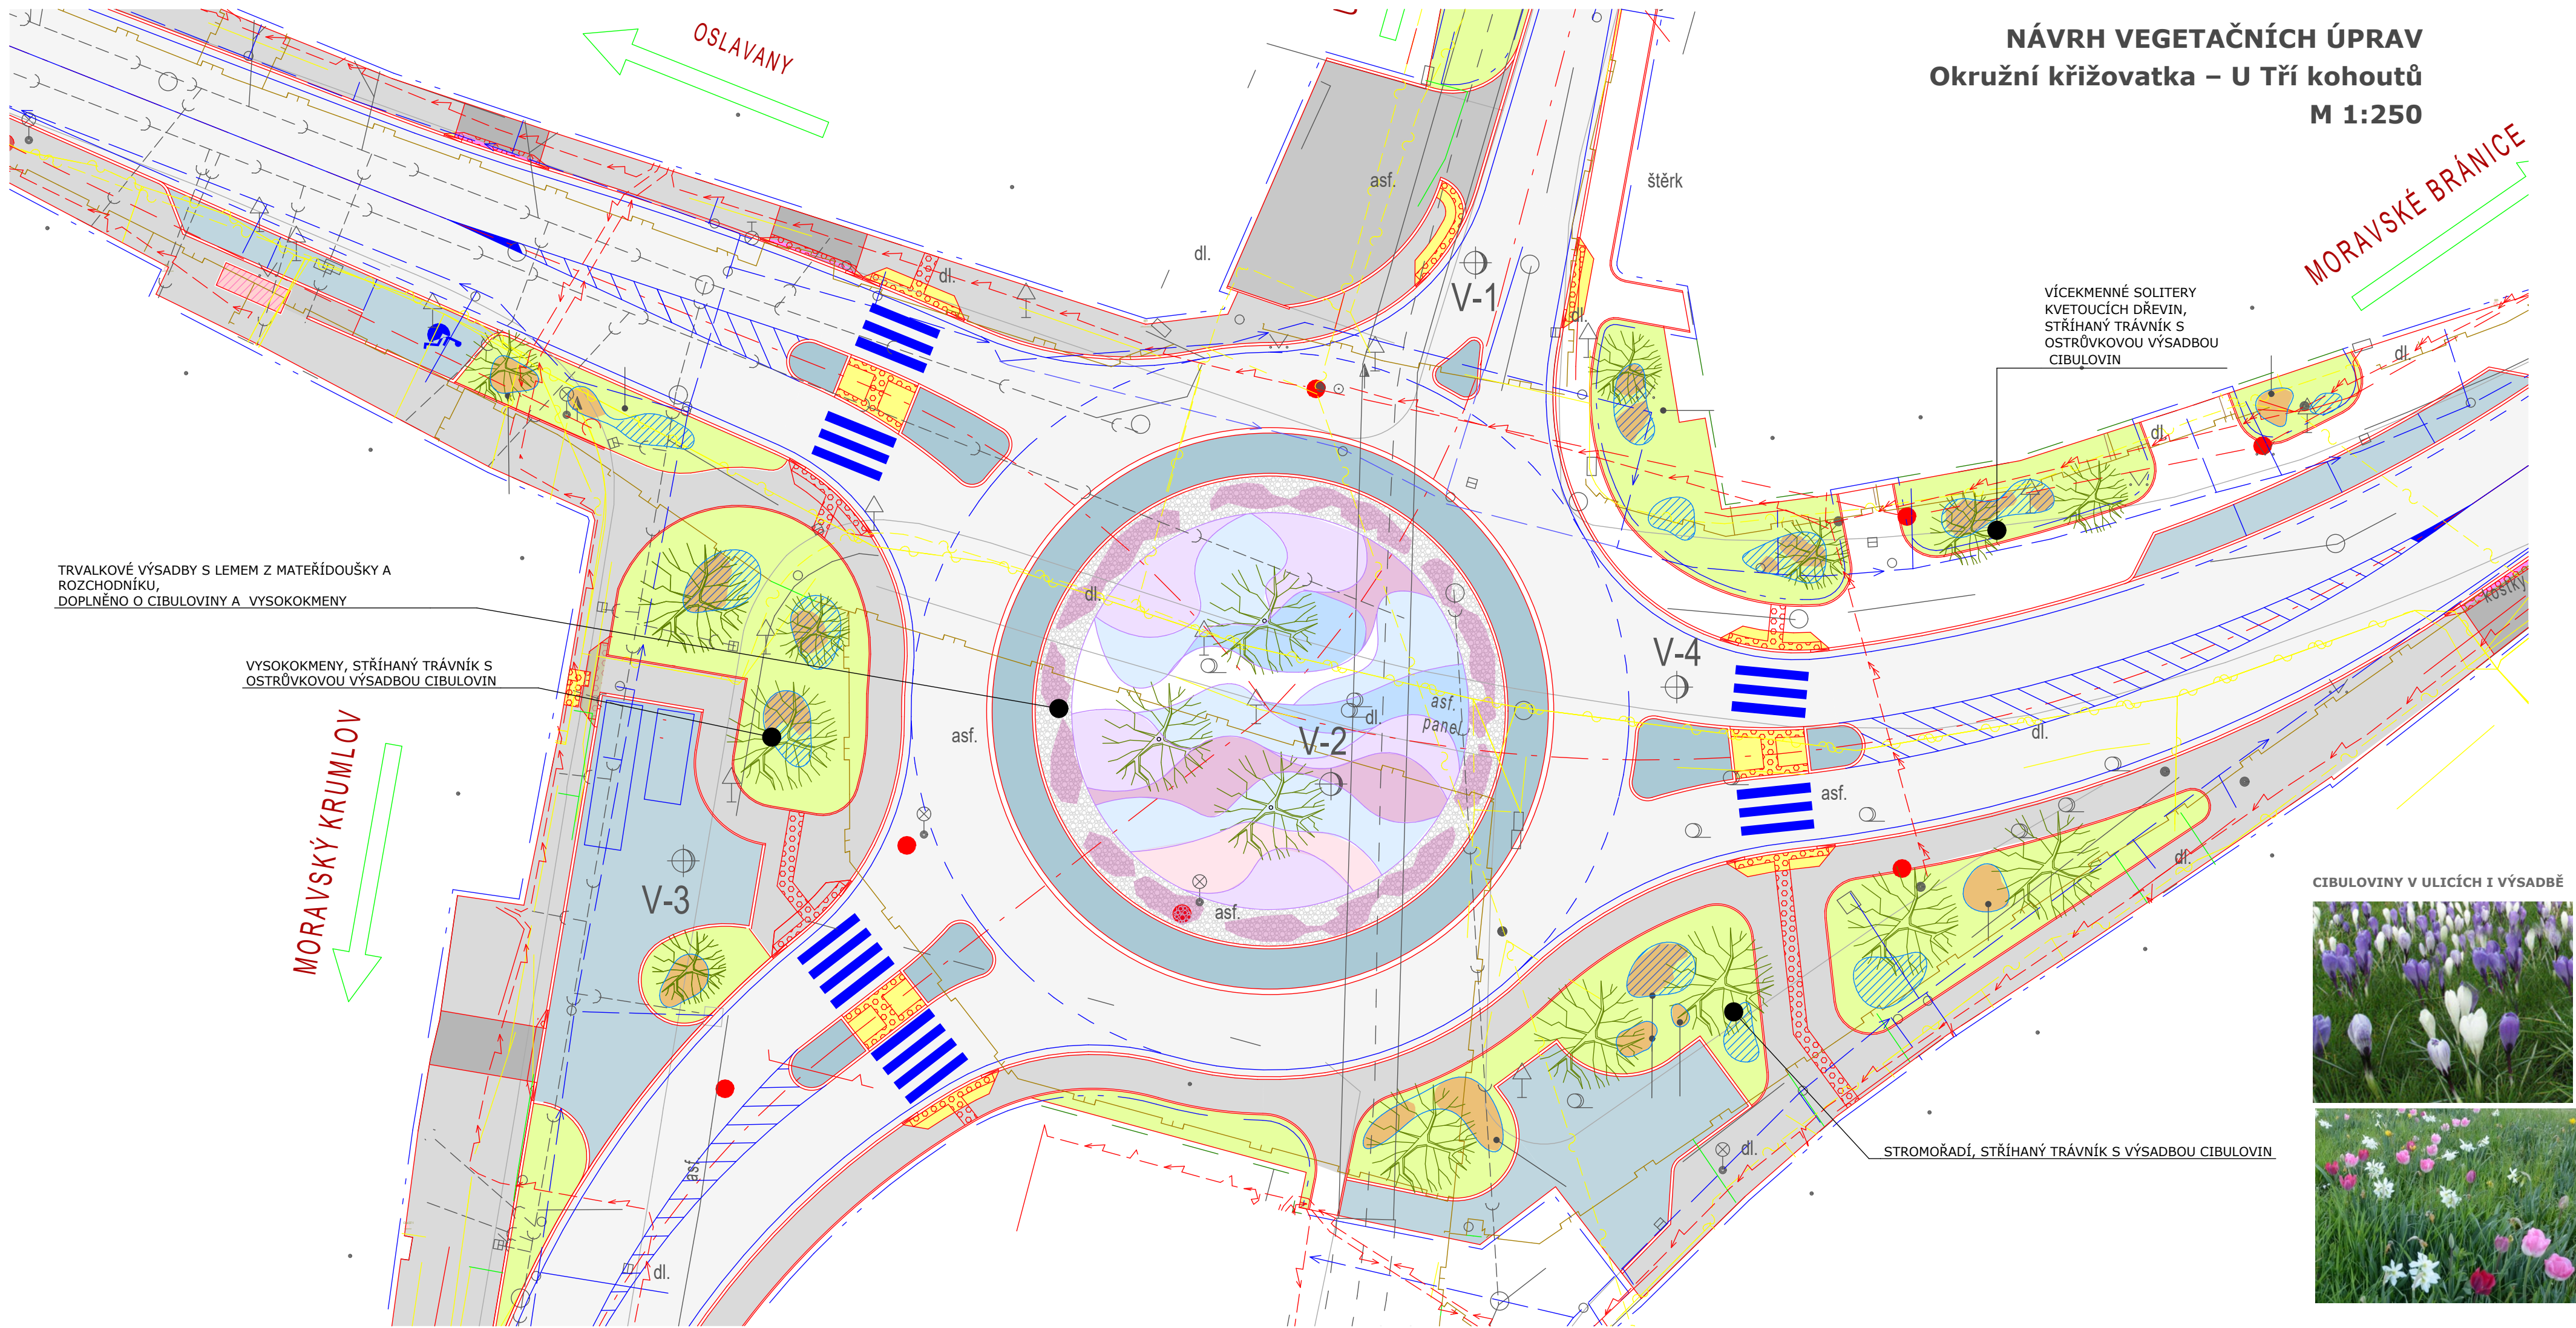 NÁVRH VEGETAČNÍCH ÚPRAV
Okružní křižovatka – U Tří kohoutů
M 1:250
OSLAVANY
MORAVSKÉ BRÁNICE
asf.
štěrk
dl.
dl.
V-1
dl.
VÍCEKMENNÉ SOLITERY
KVETOUCÍCH DŘEVIN,
STŘÍHANÝ TRÁVNÍK S
OSTRŮVKOVOU VÝSADBOU
CIBULOVIN
dl.
dl.
TRVALKOVÉ VÝSADBY S LEMEM Z MATEŘÍDOUŠKY A
ROZCHODNÍKU,
DOPLNĚNO O CIBULOVINY A VYSOKOKMENY
dl.
kostky
VYSOKOKMENY, STŘÍHANÝ TRÁVNÍK S
OSTRŮVKOVOU VÝSADBOU CIBULOVIN
V-4
MORAVSKÝ KRUMLOV
asf.
asf.
panel
dl.
V-2
dl.
asf.
dl.
V-3
asf.
CIBULOVINY V ULICÍCH I VÝSADBĚ
STROMOŘADÍ, STŘÍHANÝ TRÁVNÍK S VÝSADBOU CIBULOVIN
dl.
asf
dl.